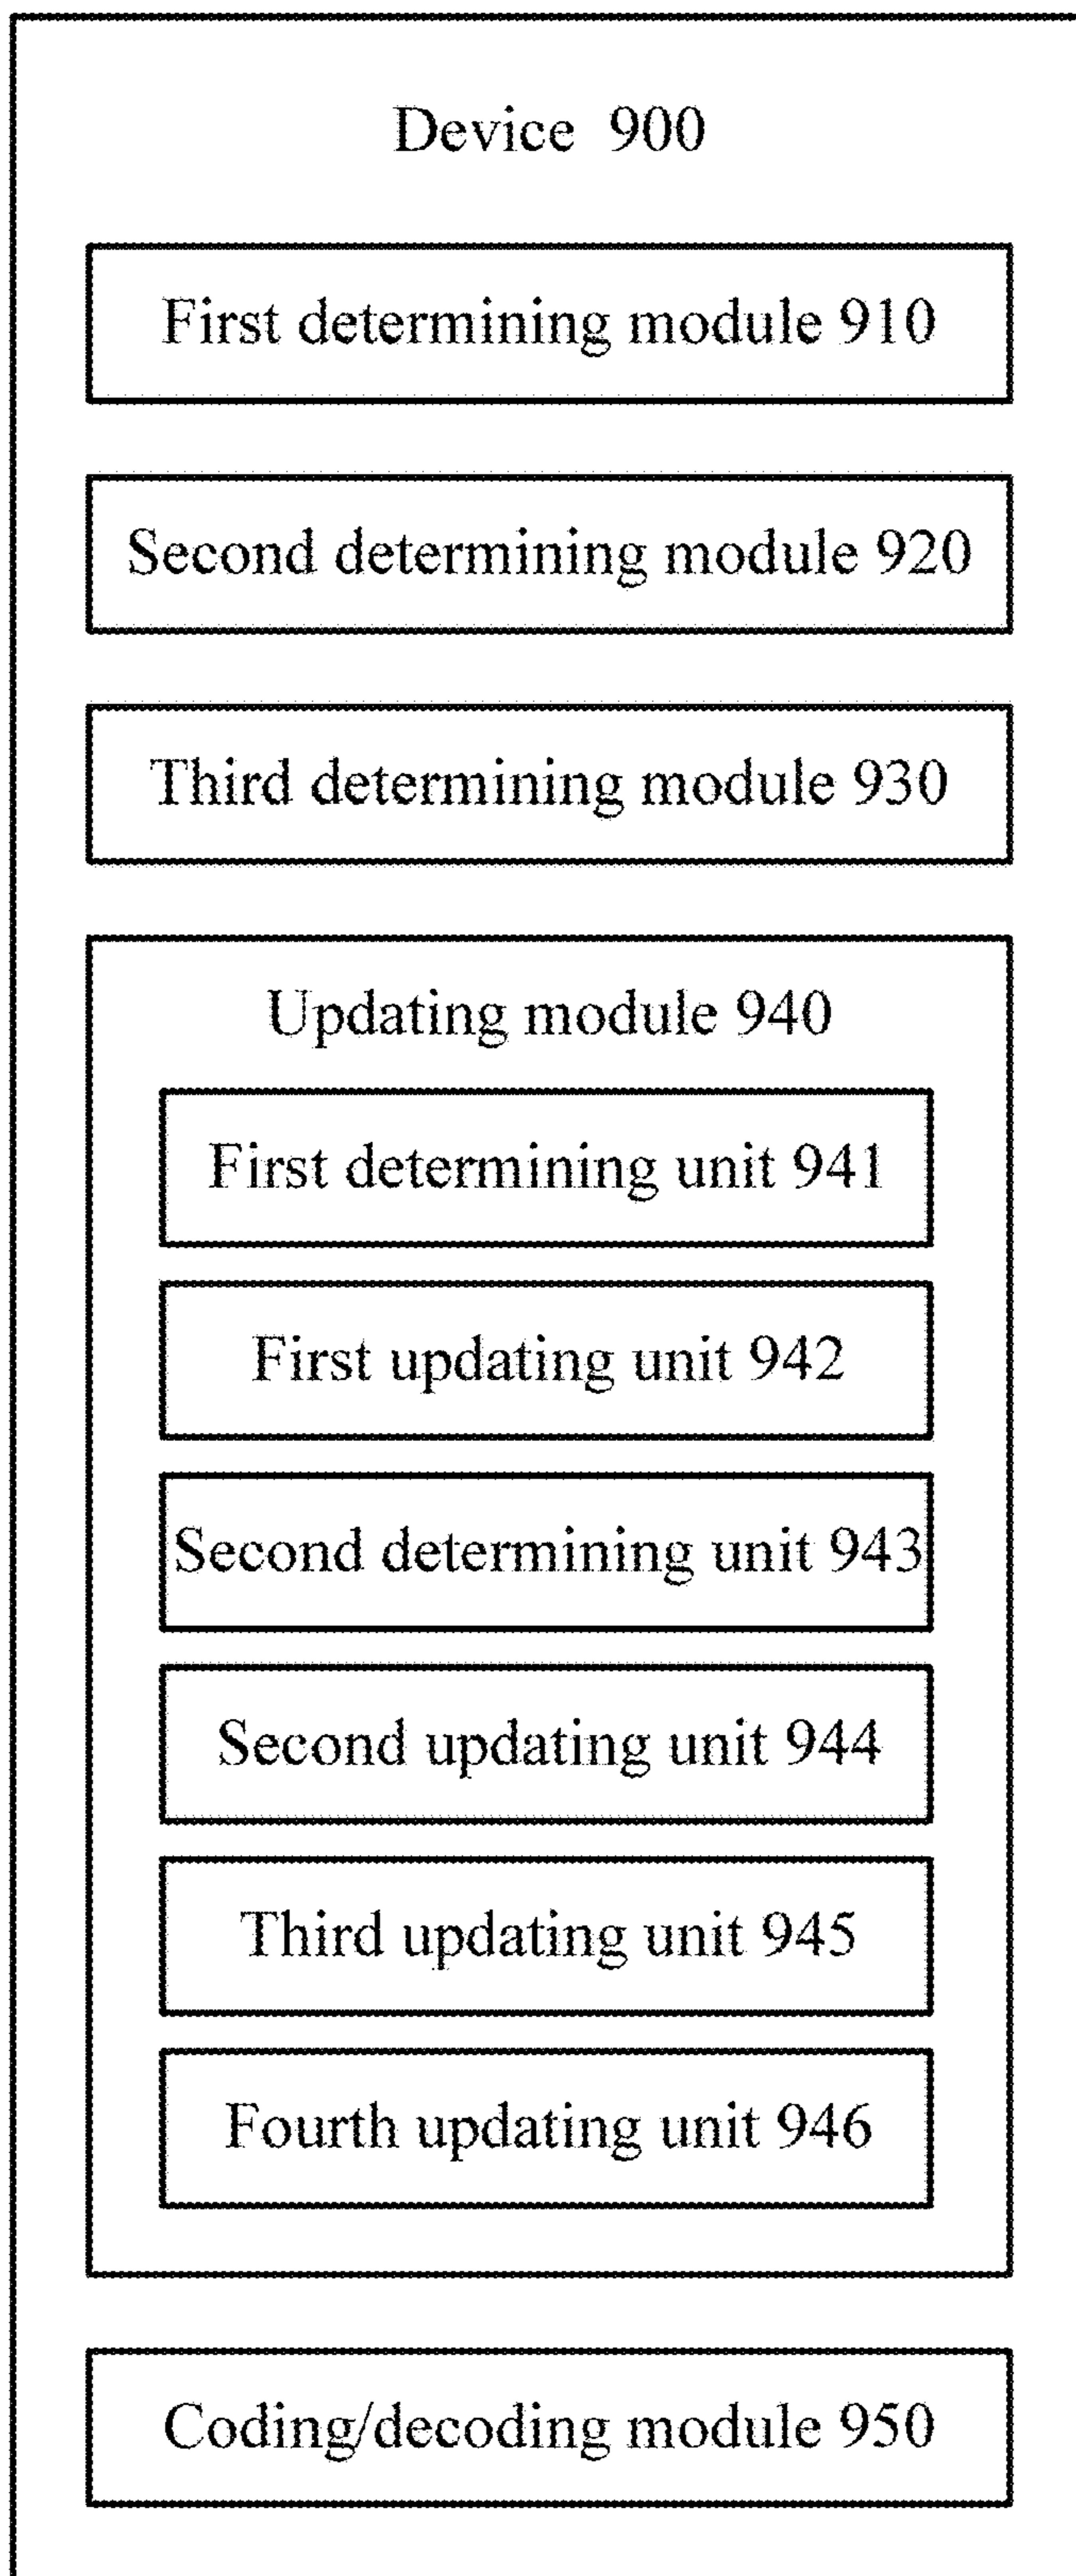 Device 900
First determining module 910
Second determining module 920
Third determining module 930
Updating module 940
First determining unit 941
First updating unit 942
Second determining unit 943
Second updating unit 944
Third updating unit 945
Fourth updating unit 946
Coding/decoding module 950